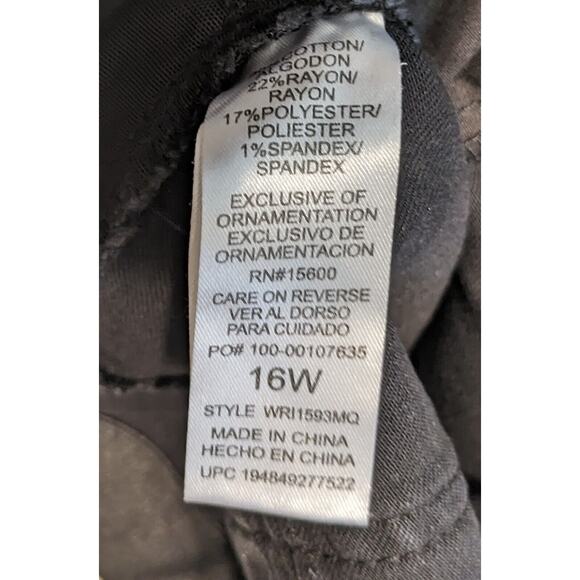 COTTON/
ALGODON
22%RAYON/
RAYON
17%POLYESTER/
POLIESTER
1%SPANDEX/
SPANDEX
EXCLUSIVE OF
ORNAMENTATION
EXCLUSIVO DE
ORNAMENTACION
RN#15600
CARE ON REVERSE
VER AL DORSO
PARA CUIDADO
PO# 100-00107635
16W
STYLE WRI1593MQ
MADE IN CHINA
HECHO EN CHINA
UPC 194849277522